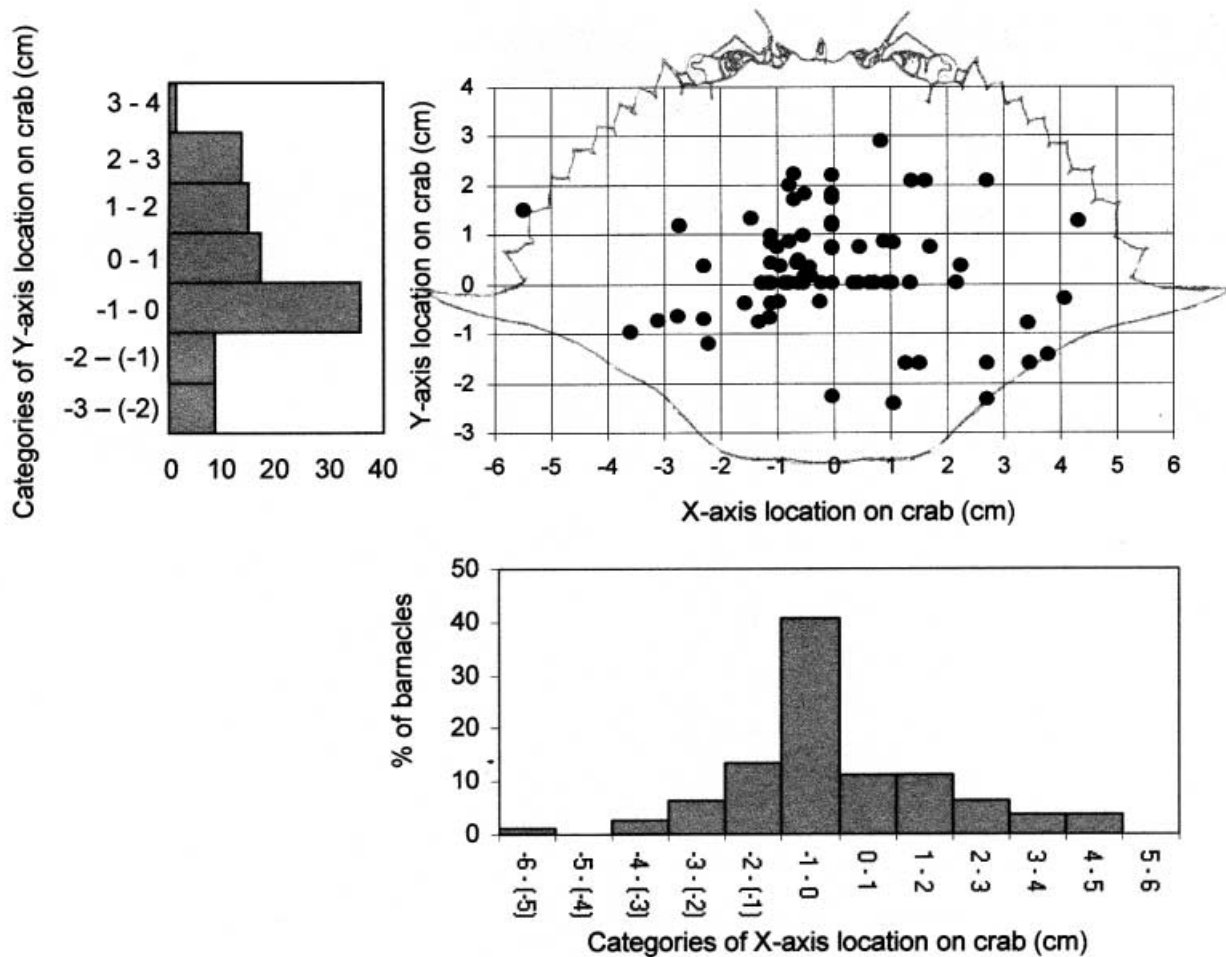 Categories of Y-axis location on crab (cm)
3 - 4
2 - 3
1 - 2
0 - 1
-1 - 0
-2 – (-1)
-3 – (-2)
0 10 20 30 40
Y-axis location on crab (cm)
4
3
2
1
0
-1
-2
-3
-6 -5 -4 -3 -2 -1 0 1 2 3 4 5 6
X-axis location on crab (cm)
% of barnacles
50
40
30
20
10
0
-6 - (-5)
-5 - (-4)
-4 - (-3)
-3 - (-2)
-2 - (-1)
-1 - 0
0 - 1
1 - 2
2 - 3
3 - 4
4 - 5
5 - 6
Categories of X-axis location on crab (cm)